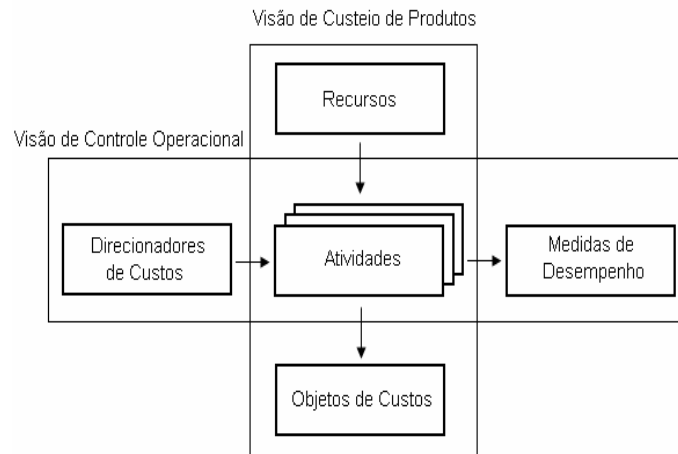 Visão de Custeio de Produtos
Recursos
Visão de Controle Operacional
Direcionadores
de Custos
Atividades
Medidas de
Desempenho
Objetos de Custos